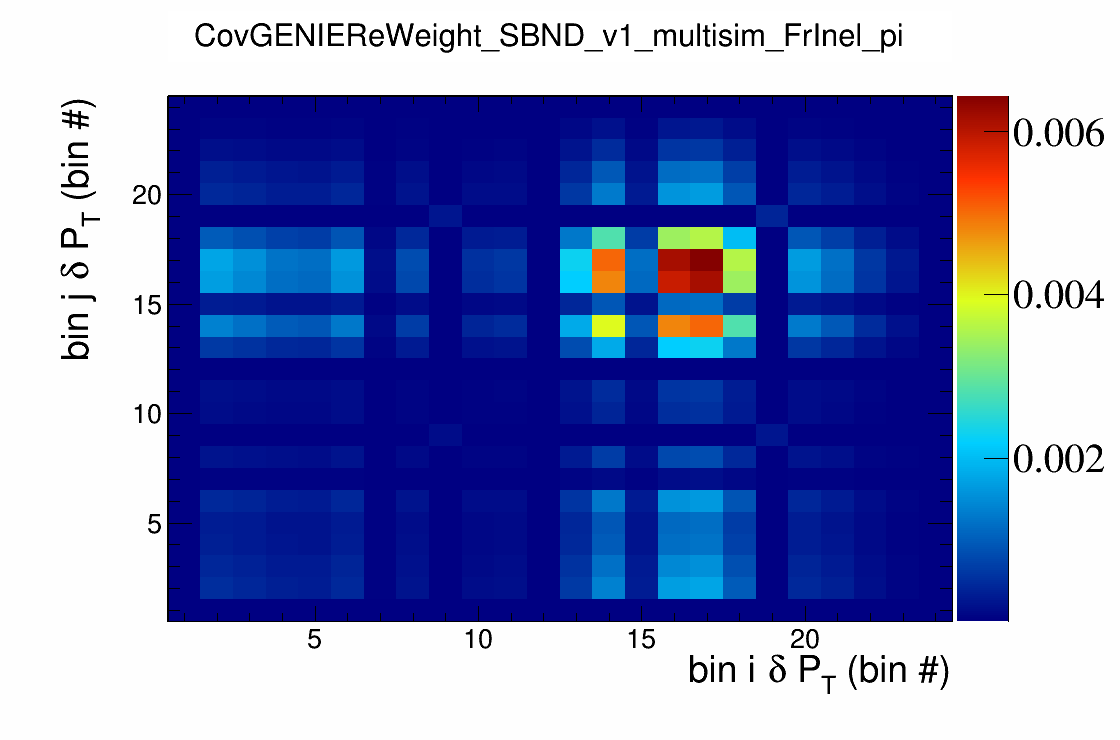 CovGENIEReWeight_SBND_v1_multisim_FrInel_pi
bin j δ P_T (bin #)
20
15
10
5
5 10 15 20
bin i δ P_T (bin #)
0.006
0.004
0.002